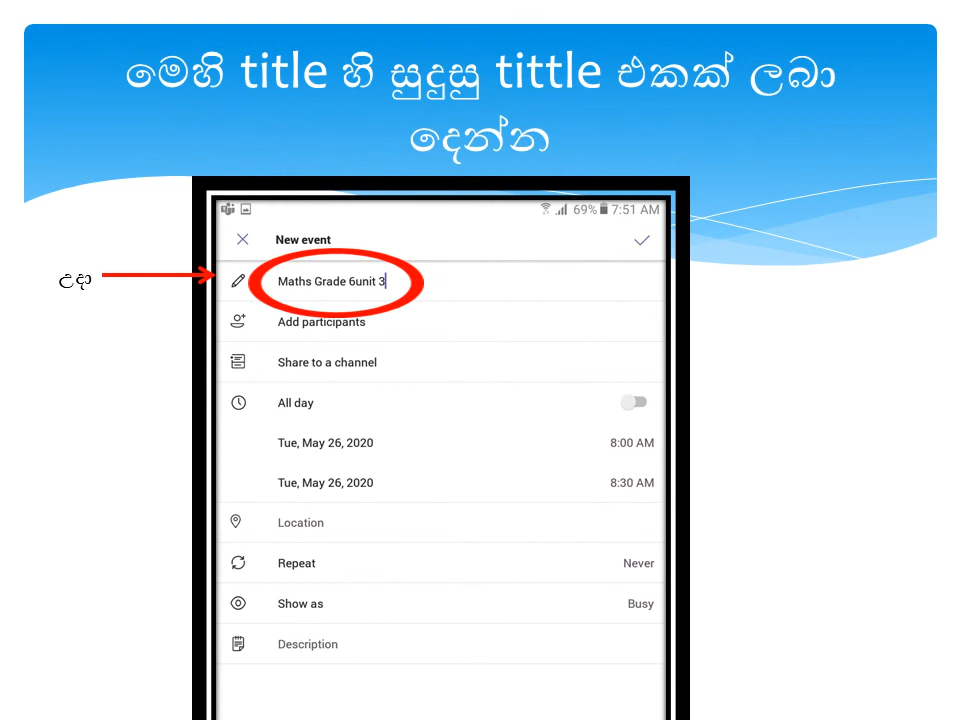 මෙහි title හි සුදුසු tittle එකක් ලබා
දෙන්න
69% 7:51 AM
New event
උදා
Maths Grade 6unit 3
Add participants
Share to a channel
All day
Tue, May 26, 2020 8:00 AM
Tue, May 26, 2020 8:30 AM
Location
Repeat Never
Show as Busy
Description